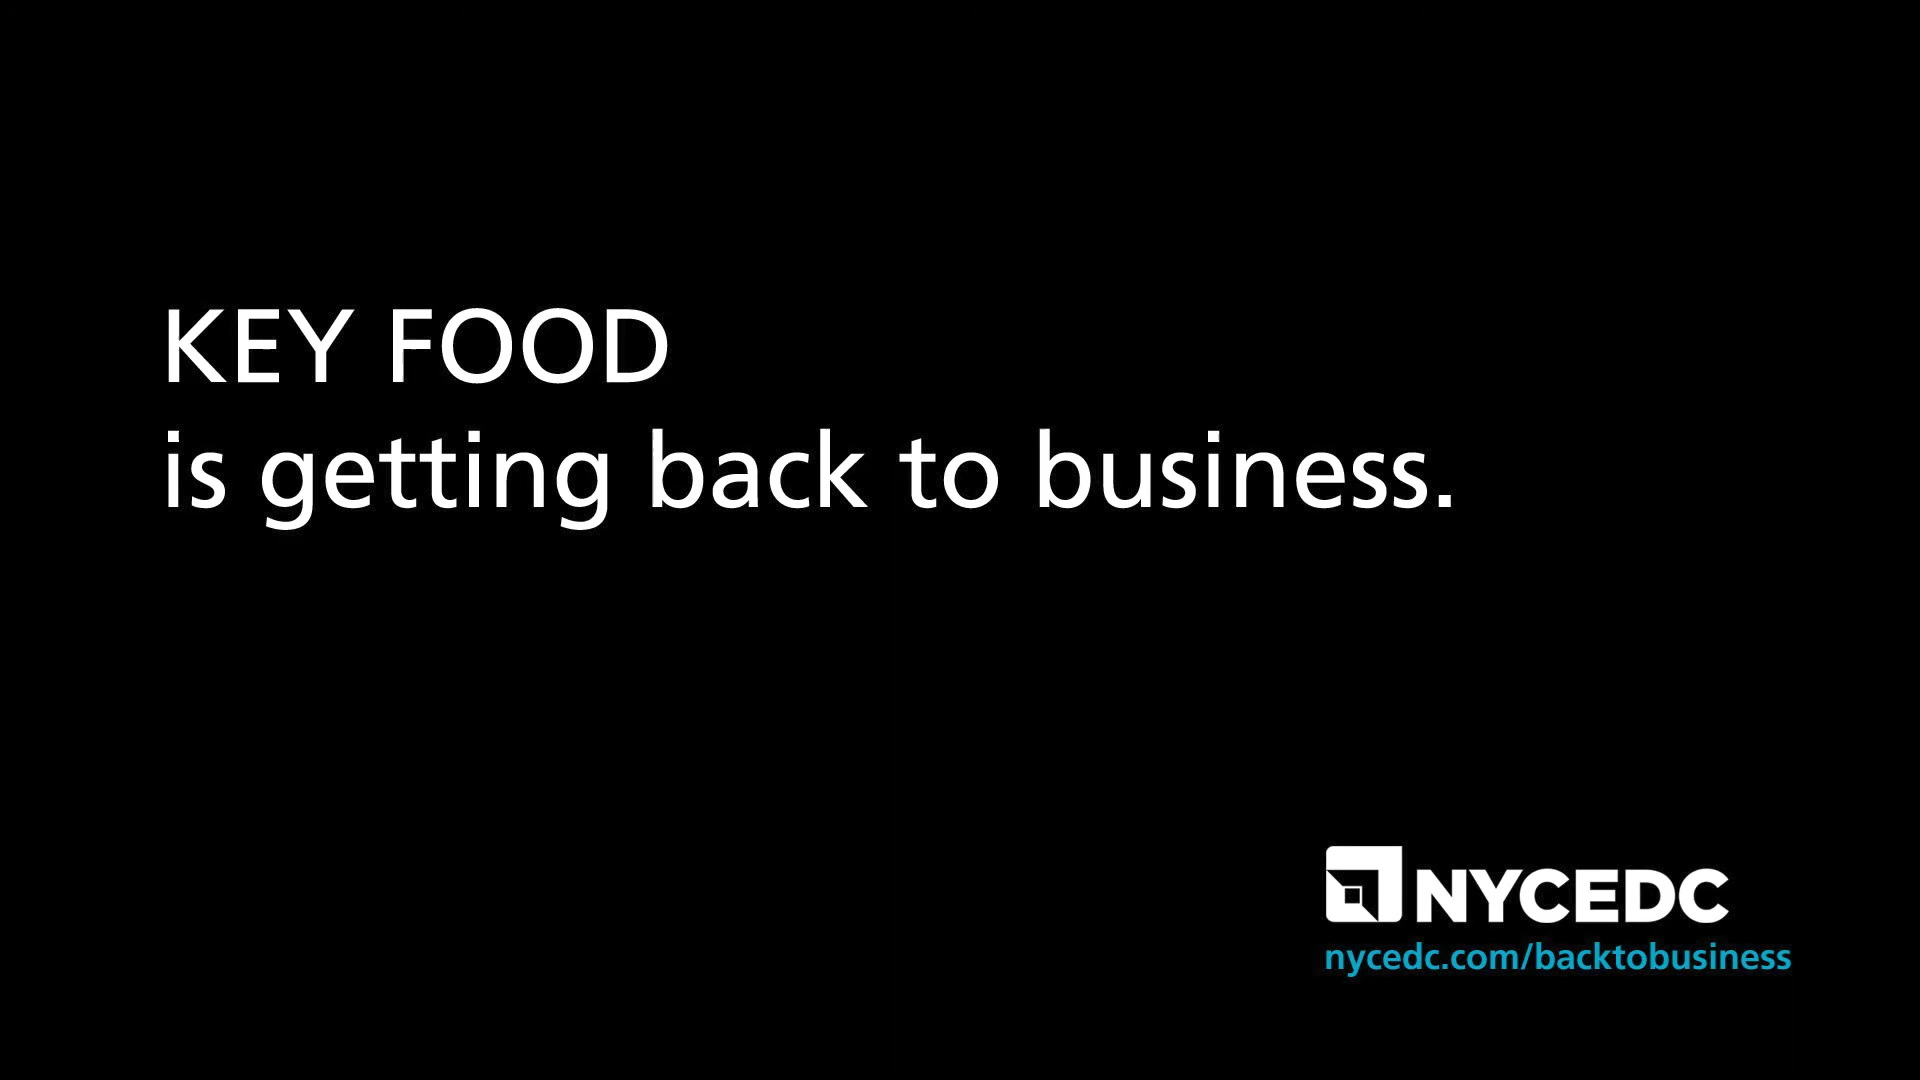 KEY FOOD
is getting back to business.
NYCEDC
nycedc.com/backtobusiness